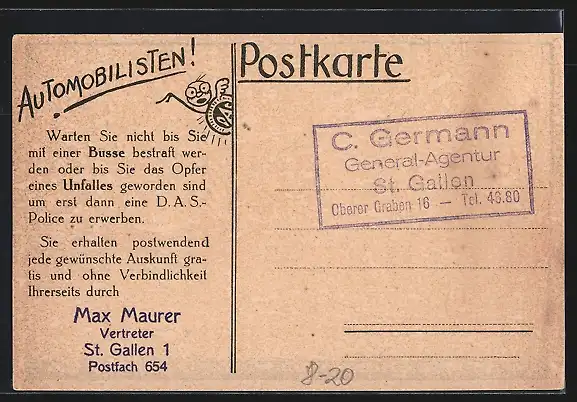 AUTOMOBILISTEN!
DAS
Warten Sie nicht bis Sie
mit einer Busse bestraft wer-
den oder bis Sie das Opfer
eines Unfalles geworden sind
um erst dann eine D.A.S.-
Police zu erwerben.
Sie erhalten postwendend
jede gewünschte Auskunft gra-
tis und ohne Verbindlichkeit
Ihrerseits durch
Max Maurer
Vertreter
St. Gallen 1
Postfach 654
Postkarte
C. Germann
General-Agentur
St. Gallen
Oberer Graben 16 — Tel. 46.80
8-20